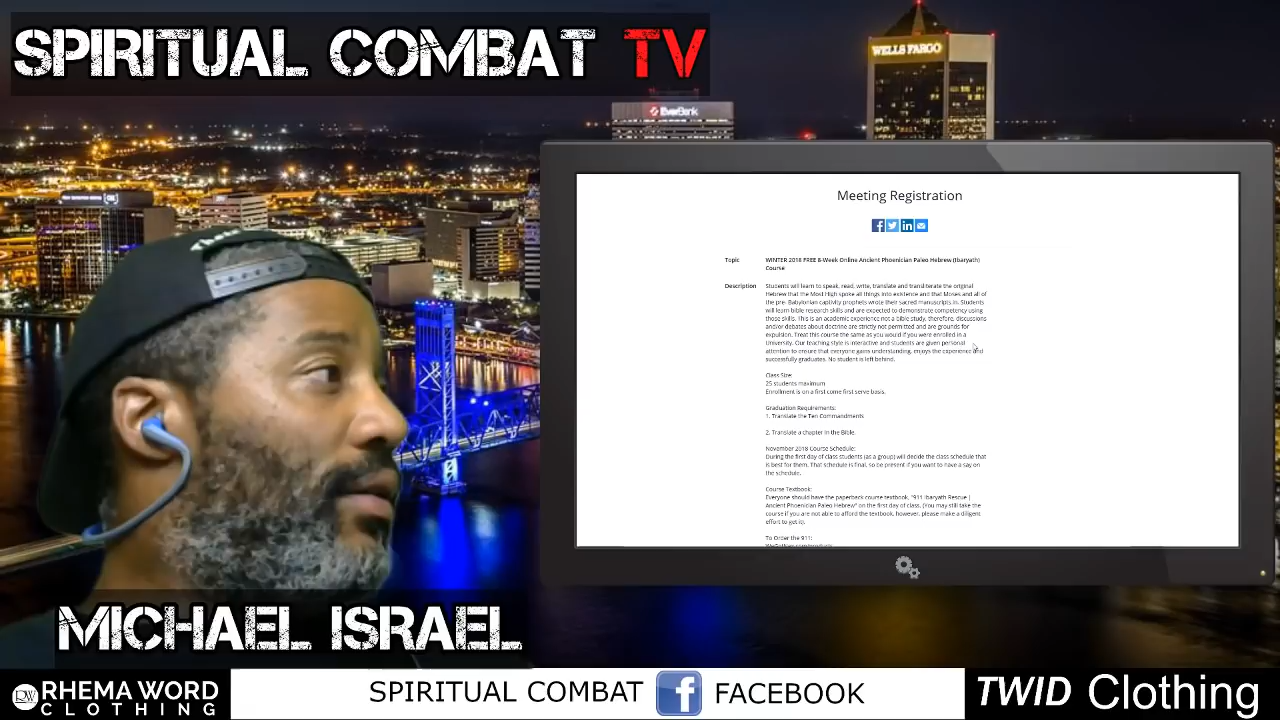 SPIRITUAL COMBAT TV
WELLS FARGO
EverBank
Meeting Registration
Topic
WINTER 2018 FREE 8-Week Online Ancient Phoenician Paleo Hebrew (Ibaryath)
Course
Description
Students will learn to speak, read, write, translate and transliterate the original
Hebrew that the Most High spoke all things into existence and that Moses and all of
the pre- Babylonian captivity prophets wrote their sacred manuscripts in. Students
will learn bible research skills and are expected to demonstrate competency using
those skills. This is an academic experience not a bible study, therefore, discussions
and/or debates about doctrine are strictly not permitted and are grounds for
expulsion. Treat this course the same as you would if you were enrolled in a
University. Our teaching style is interactive and students are given personal
attention to ensure that everyone gains understanding, enjoys the experience and
successfully graduates. No student is left behind.
Class Size:
25 students maximum
Enrollment is on a first come first serve basis.
Graduation Requirements:
1. Translate the Ten Commandments
2. Translate a chapter in the Bible.
November 2018 Course Schedule:
During the first day of class students (as a group) will decide the class schedule that
is best for them. That schedule is final, so be present if you want to have a say on
the schedule.
Course Textbook:
Everyone should have the paperback course textbook, "911 Ibaryath Rescue |
Ancient Phoenician Paleo Hebrew" on the first day of class. (You may still take the
course if you are not able to afford the textbook, however, please make a diligent
effort to get it).
To Order the 911:
MICHAEL ISRAEL
RW RHEMA WORD
CLOTHING
SPIRITUAL COMBAT f FACEBOOK
TWID Clothing